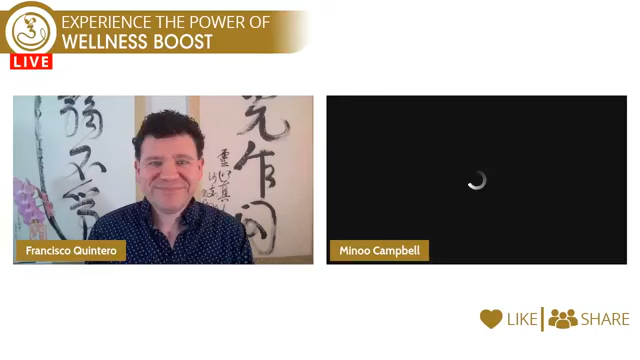 EXPERIENCE THE POWER OF
WELLNESS BOOST
LIVE
Francisco Quintero
Minoo Campbell
LIKE
SHARE